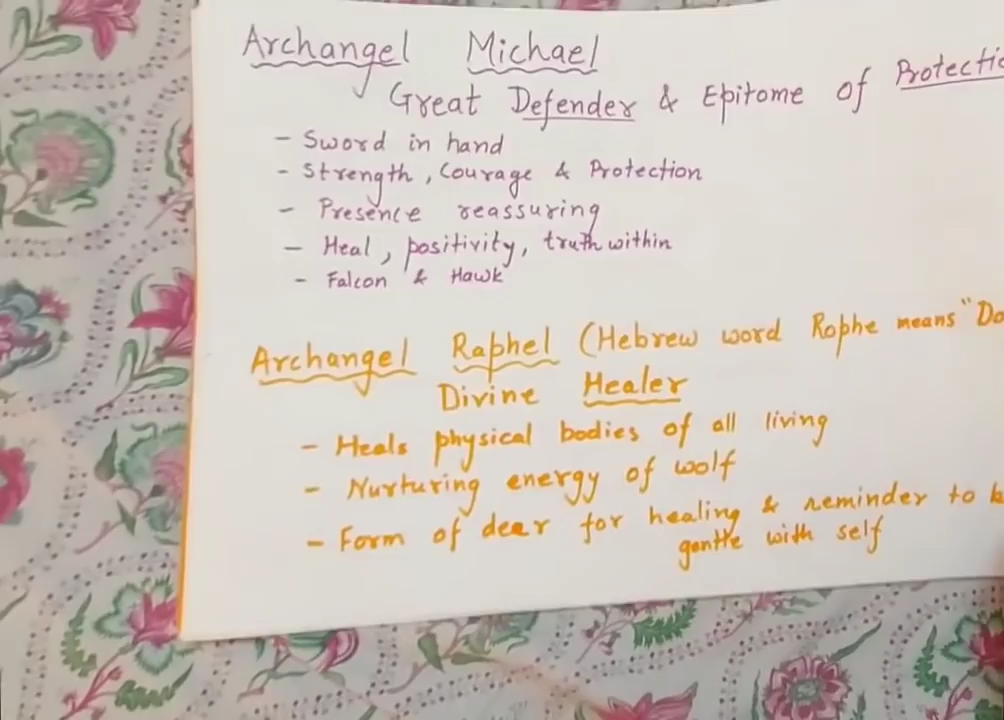 Archangel Michael
Great Defender & Epitome of Protectio
- Sword in hand
- Strength, Courage & Protection
- Presence reassuring
- Heal, positivity, truth within
- Falcon & Hawk
Archangel Raphel (Hebrew word Rophe means "Do
Divine Healer
- Heals physical bodies of all living
- Nurturing energy of wolf
- Form of dear for healing & reminder to b
gentle with self